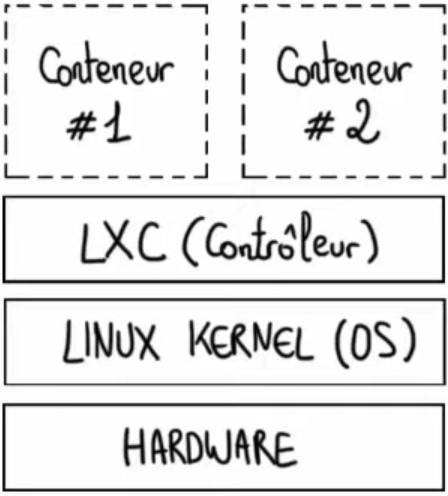 Conteneur
#1
Conteneur
#2
LXC (Contrôleur)
LINUX KERNEL (OS)
HARDWARE